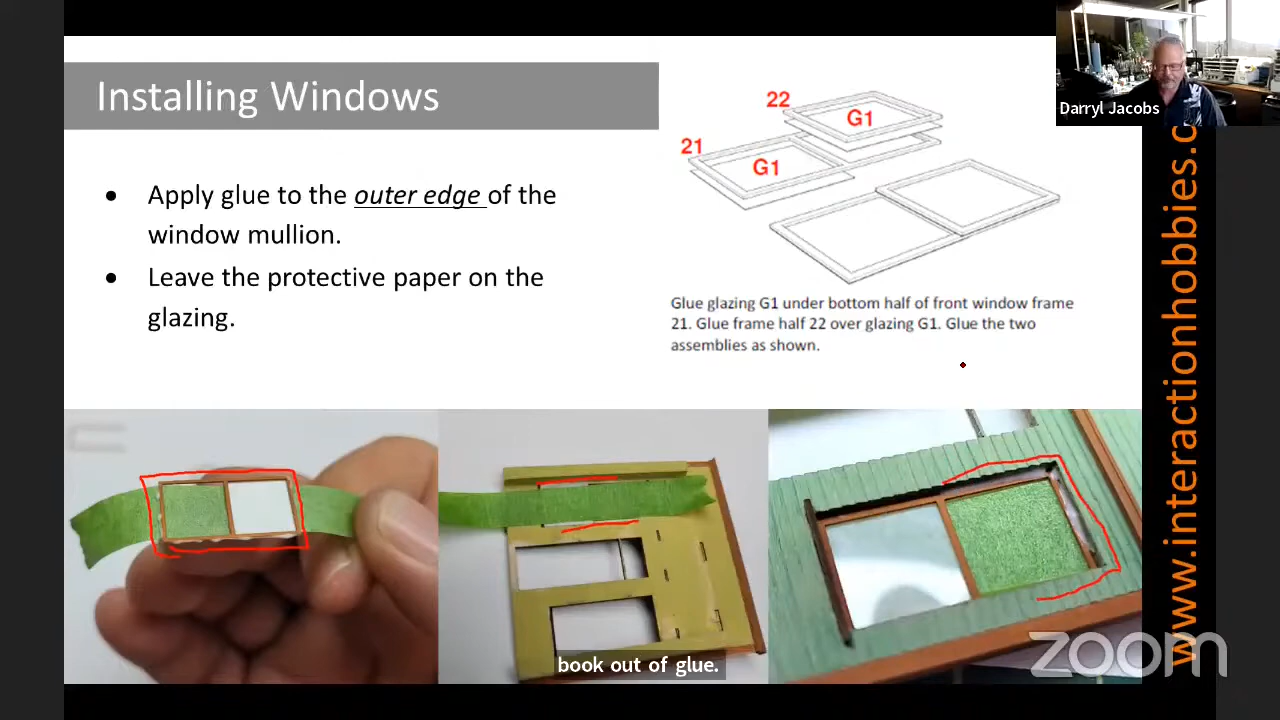 Installing Windows
Apply glue to the outer edge of the
window mullion.
Leave the protective paper on the
glazing.
22
G1
21
G1
Glue glazing G1 under bottom half of front window frame
21. Glue frame half 22 over glazing G1. Glue the two
assemblies as shown.
Darryl Jacobs
www.interactionhobbies.c
book out of glue.
zoom